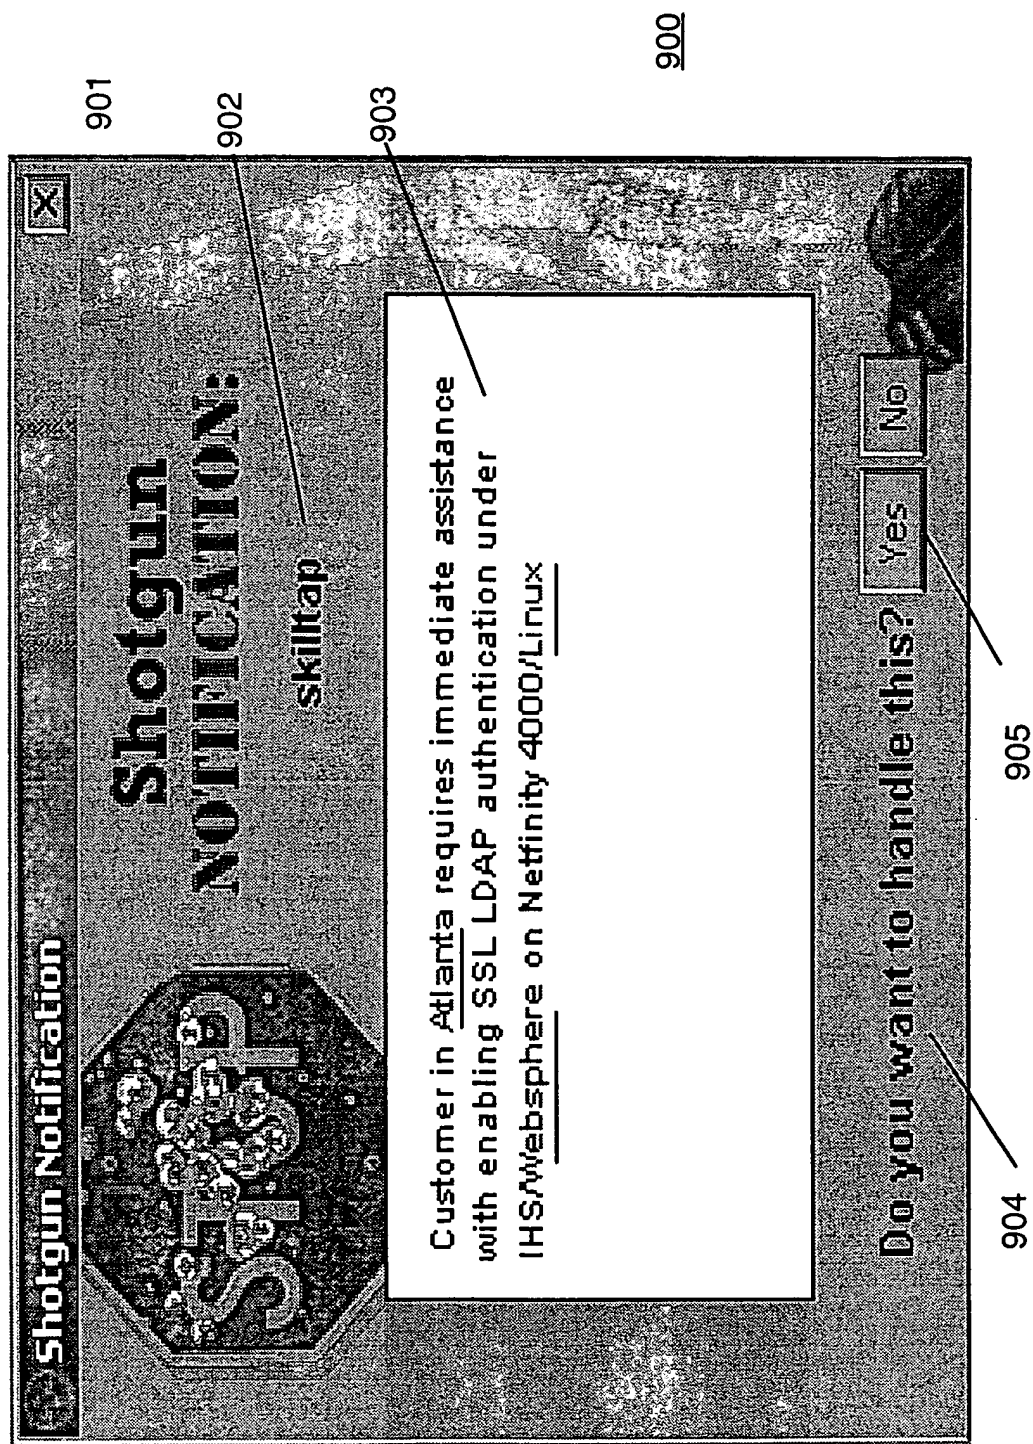 Shotgun Notification
X
901
STOP
Shotgun
NOTIFICATION:
902
skilltap
903
Customer in Atlanta requires immediate assistance
with enabling SSL LDAP authentication under
IHS/Websphere on Netfinity 4000/Linux
900
Do you want to handle this?
Yes
No
904
905